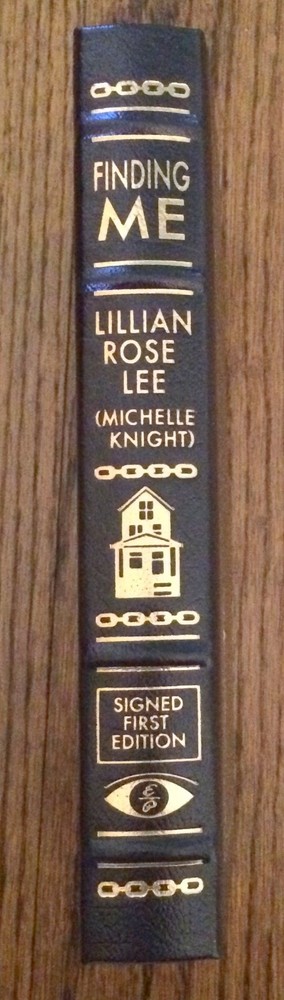 FINDING
ME
LILLIAN
ROSE
LEE
(MICHELLE
KNIGHT)
SIGNED
FIRST
EDITION